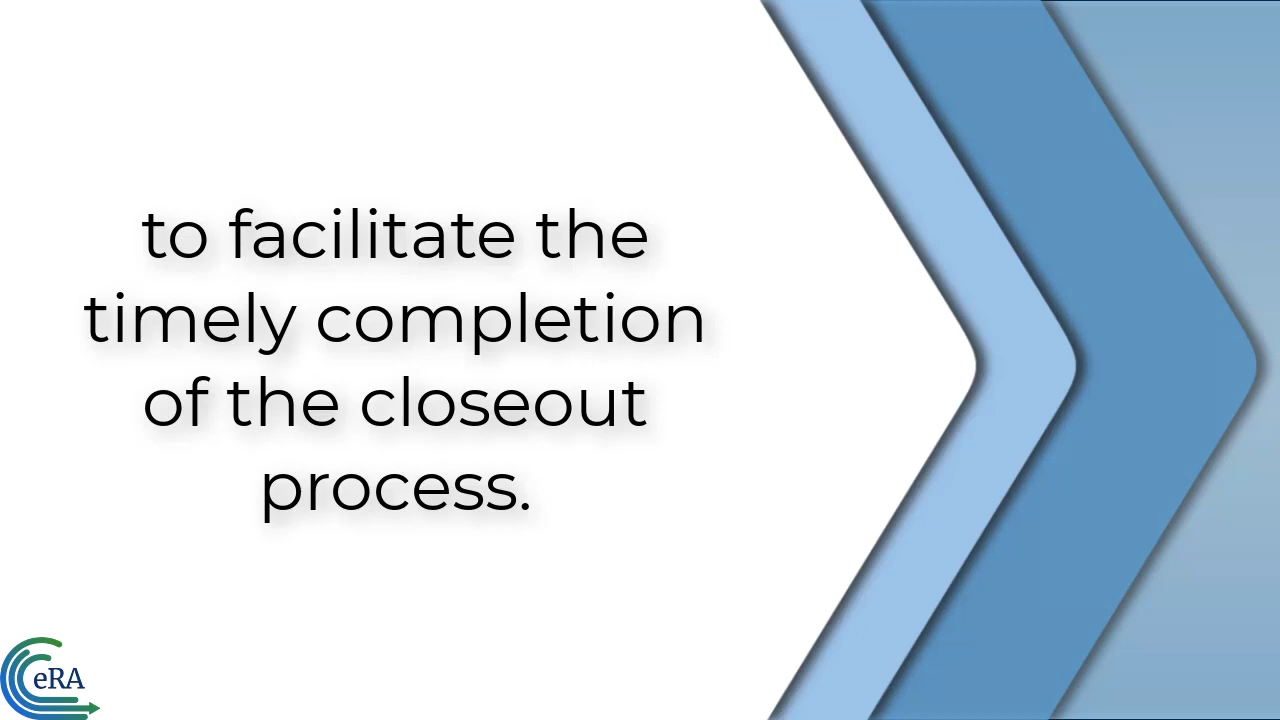 to facilitate the
timely completion
of the closeout
process.
eRA